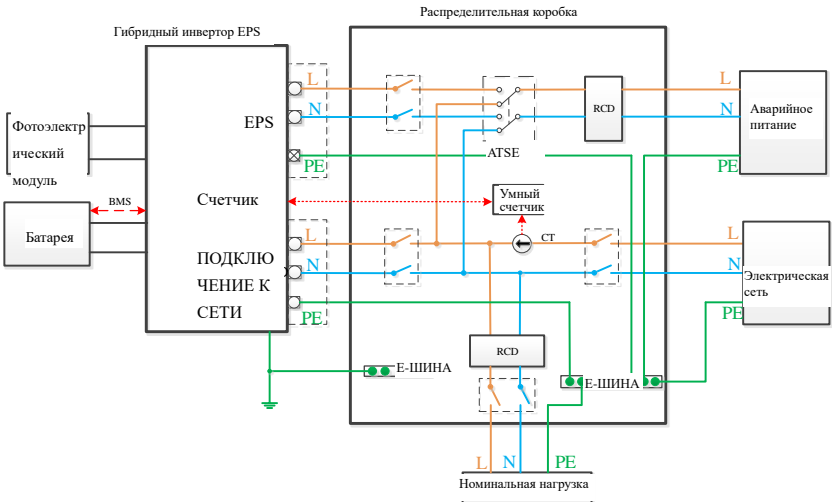 Распределительная коробка
Гибридный инвертор EPS
L
N
EPS
PE
Фотоэлектр
ический
модуль
BMS
Батарея
Счетчик
ПОДКЛЮ
ЧЕНИЕ К
СЕТИ
L
N
PE
ATSE
RCD
L
N
PE
Аварийное
питание
Умный
счетчик
CT
L
N
PE
Электрическая
сеть
RCD
Е-ШИНА
Е-ШИНА
L
N
PE
Номинальная нагрузка